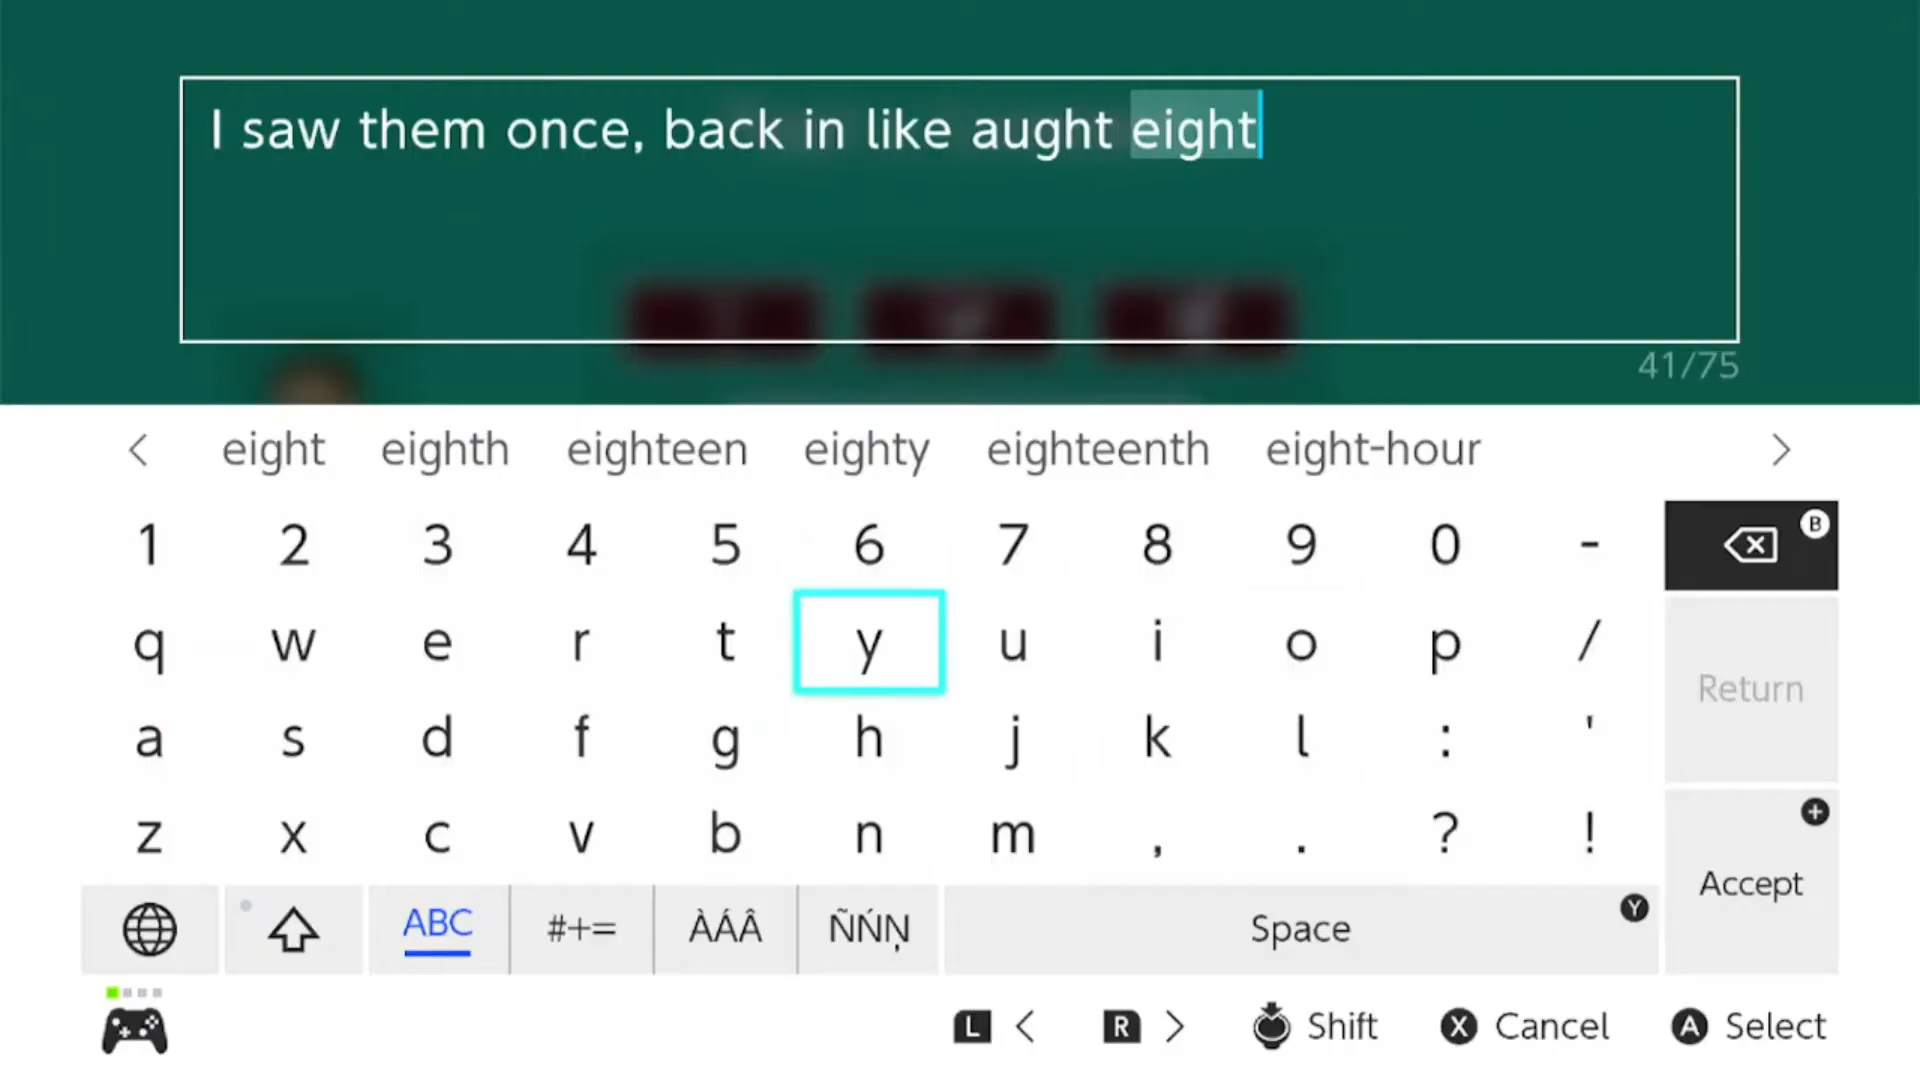 I saw them once, back in like aught eight
41/75
< eight eighth eighteen eighty eighteenth eight-hour >
1 2 3 4 5 6 7 8 9 0 -
B
q w e r t y u i o p /
Return
a s d f g h j k l : '
z x c v b n m , . ? !
+
Accept
ABC #+= ÀÁÂ ÑŃŅ Space Y
L < R > Shift X Cancel A Select